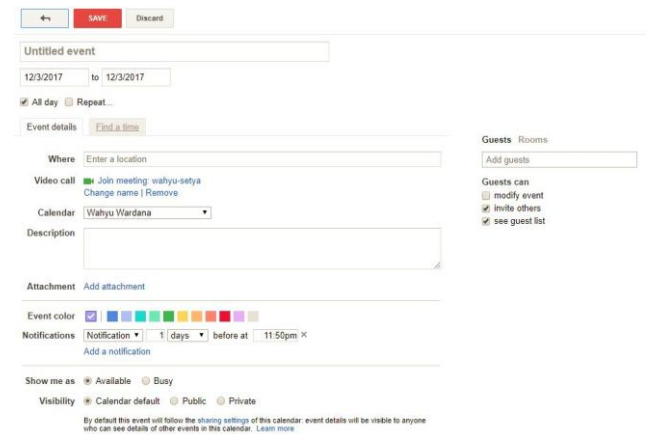 SAVE Discard
Untitled event
12/3/2017 to 12/3/2017
All day Repeat...
Event details Find a time
Guests Rooms
Where Enter a location
Add guests
Video call Join meeting: wahyu-setya
Change name | Remove
Guests can
modify event
Calendar Wahyu Wardana
invite others
see guest list
Description
Attachment Add attachment
Event color
Notifications Notification 1 days before at 11:50pm ×
Add a notification
Show me as Available Busy
Visibility Calendar default Public Private
By default this event will follow the sharing settings of this calendar: event details will be visible to anyone
who can see details of other events in this calendar. Learn more